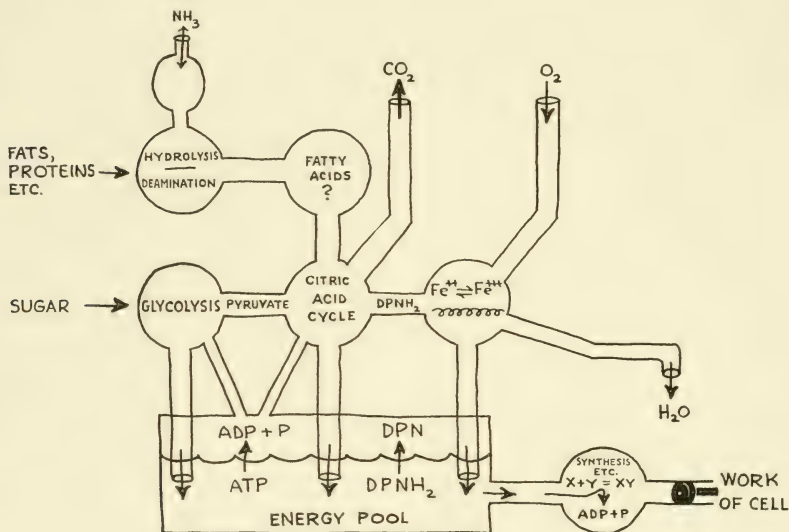 NH3
CO2
O2
FATS,
PROTEINS
ETC.
HYDROLYSIS
DEAMINATION
FATTY
ACIDS
?
SUGAR
GLYCOLYSIS
PYRUVATE
CITRIC
ACID
CYCLE
DPNH2
Fe++ ⇌ Fe+++
H2O
ADP + P
DPN
ATP
DPNH2
ENERGY POOL
SYNTHESIS
ETC.
X+Y = XY
ADP+P
WORK
OF CELL